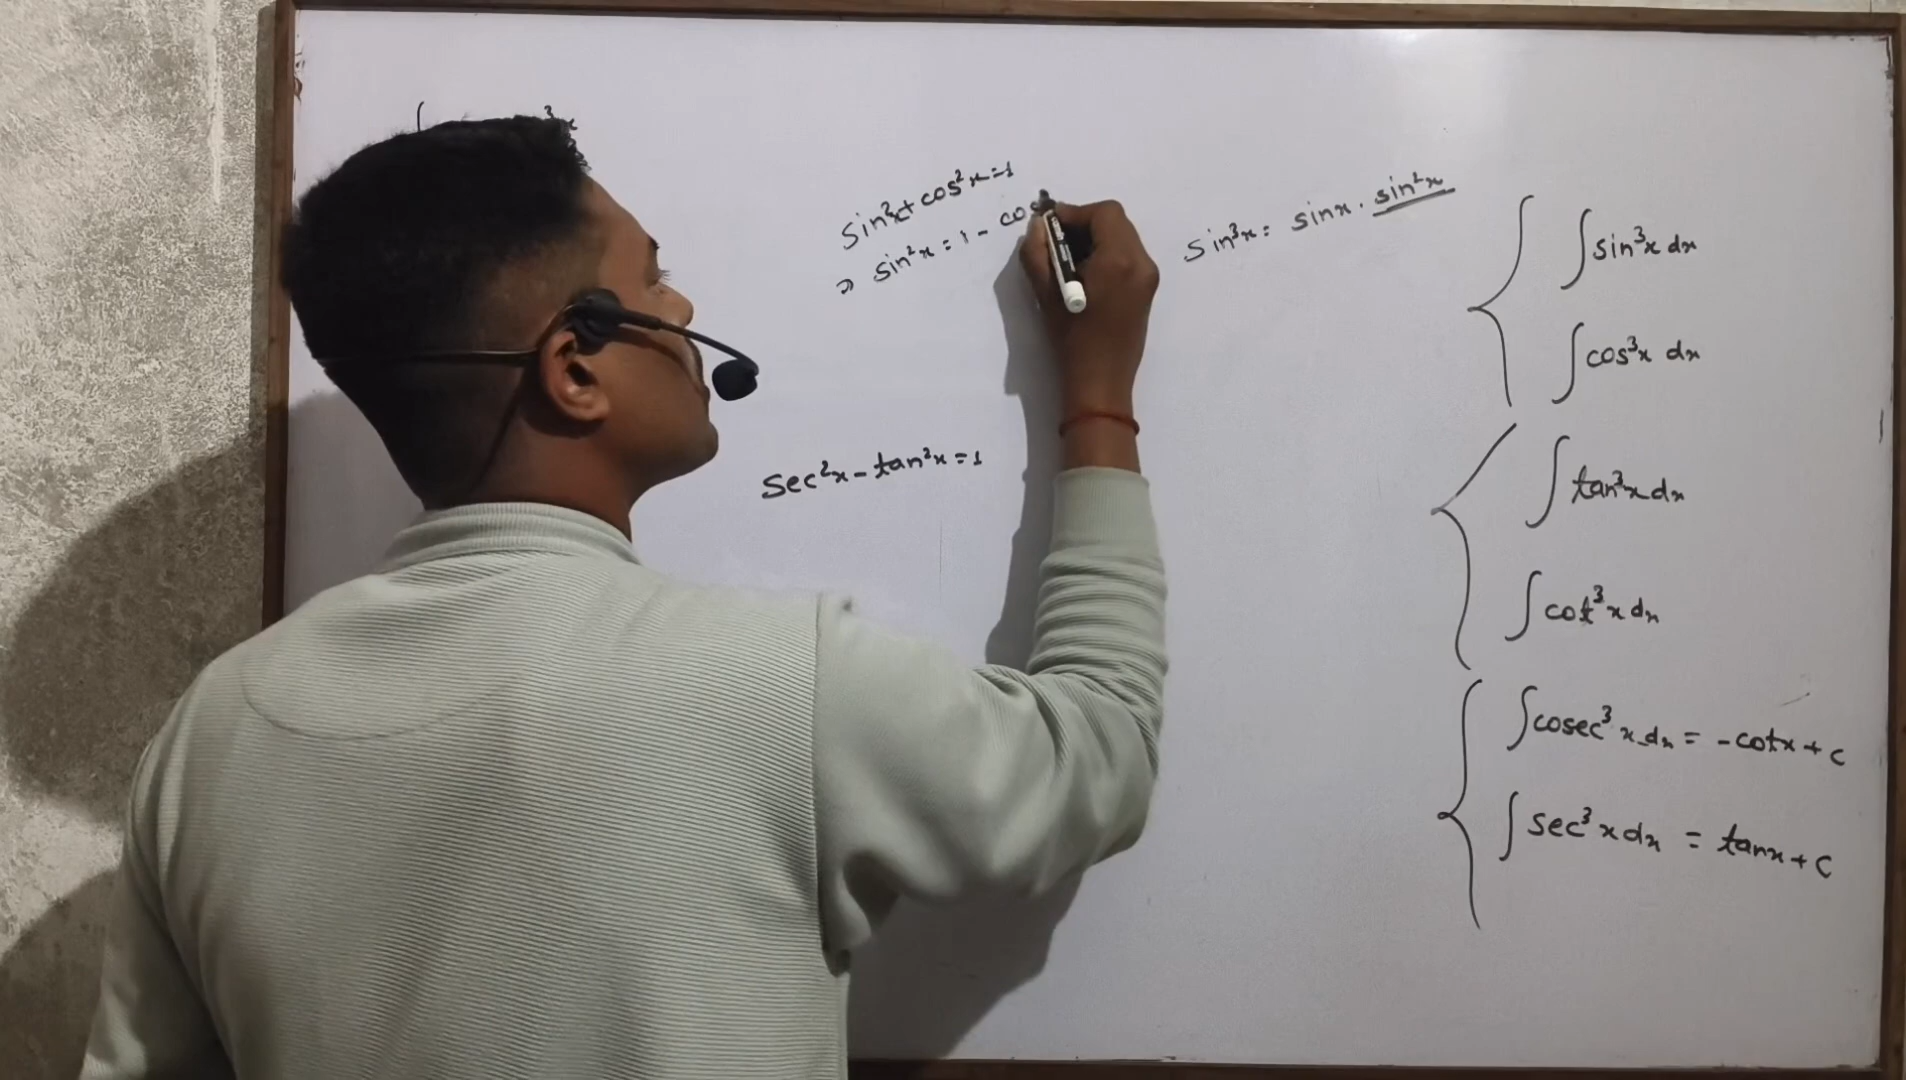 sin²x + cos²x = 1
⇒ sin²x = 1 - cos
sin³x = sinx · sin²x
sec²x - tan²x = 1
∫ sin³x dx
∫ cos³x dx
∫ tan³x dx
∫ cot³x dx
∫ cosec³x dx = -cotx + c
∫ sec³x dx = tanx + c